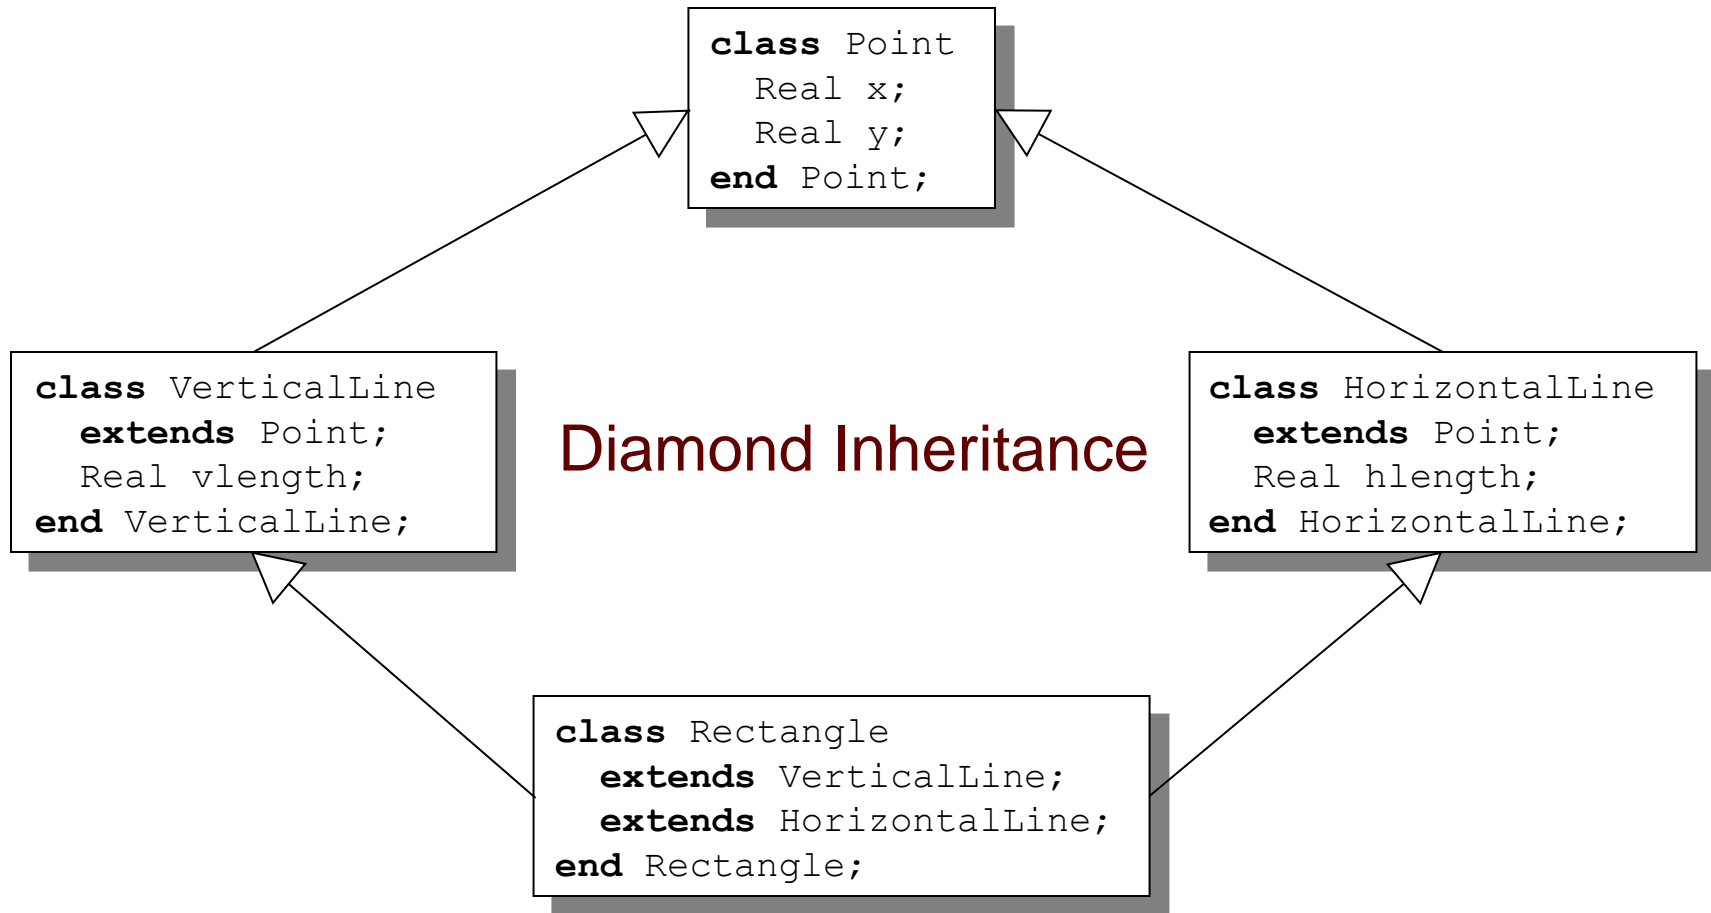 class Point
  Real x;
  Real y;
end Point;
class VerticalLine
  extends Point;
  Real vlength;
end VerticalLine;
Diamond Inheritance
class HorizontalLine
  extends Point;
  Real hlength;
end HorizontalLine;
class Rectangle
  extends VerticalLine;
  extends HorizontalLine;
end Rectangle;